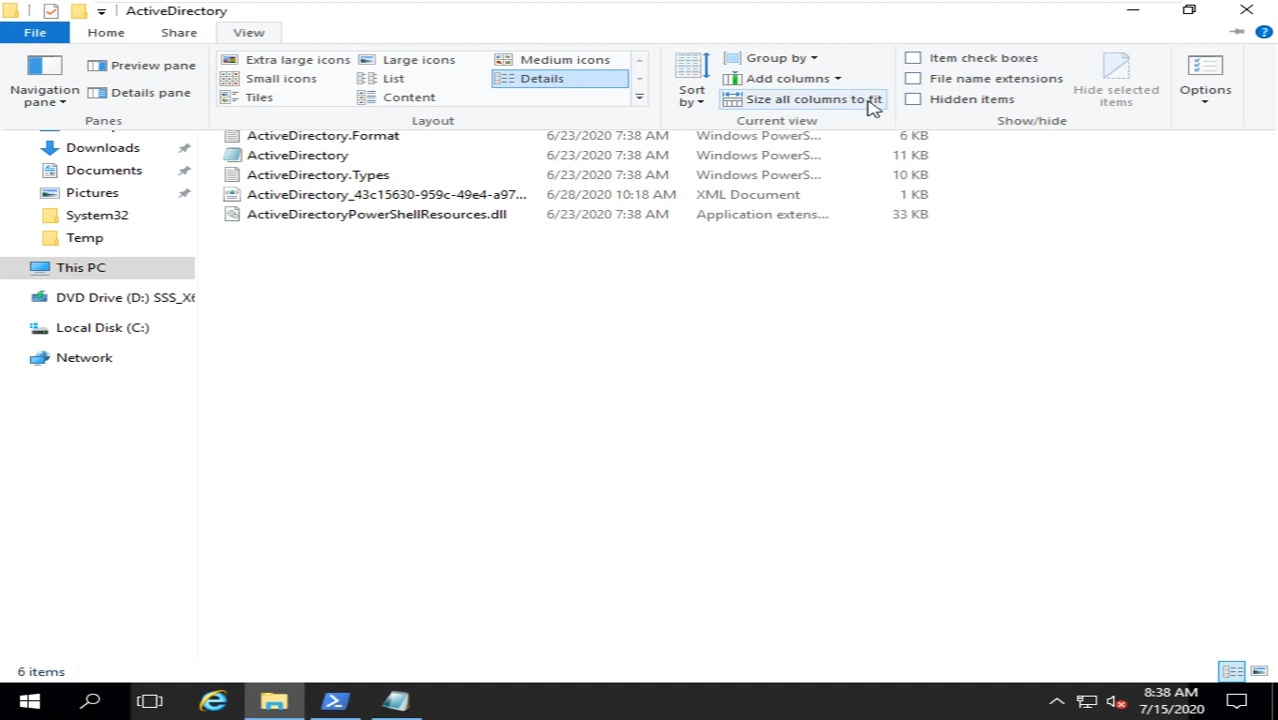 ActiveDirectory
File Home Share View
Navigation pane
Preview pane
Details pane
Panes
Extra large icons Large icons Medium icons
Small icons List Details
Tiles Content
Layout
Sort by
Group by
Add columns
Size all columns to fit
Current view
Item check boxes
File name extensions
Hidden items
Hide selected items
Show/hide
Options
Downloads
Documents
Pictures
System32
Temp
This PC
DVD Drive (D:) SSS_X6
Local Disk (C:)
Network
ActiveDirectory.Format 6/23/2020 7:38 AM Windows PowerS... 6 KB
ActiveDirectory 6/23/2020 7:38 AM Windows PowerS... 11 KB
ActiveDirectory.Types 6/23/2020 7:38 AM Windows PowerS... 10 KB
ActiveDirectory_43c15630-959c-49e4-a97... 6/28/2020 10:18 AM XML Document 1 KB
ActiveDirectoryPowerShellResources.dll 6/23/2020 7:38 AM Application extens... 33 KB
6 items
8:38 AM
7/15/2020